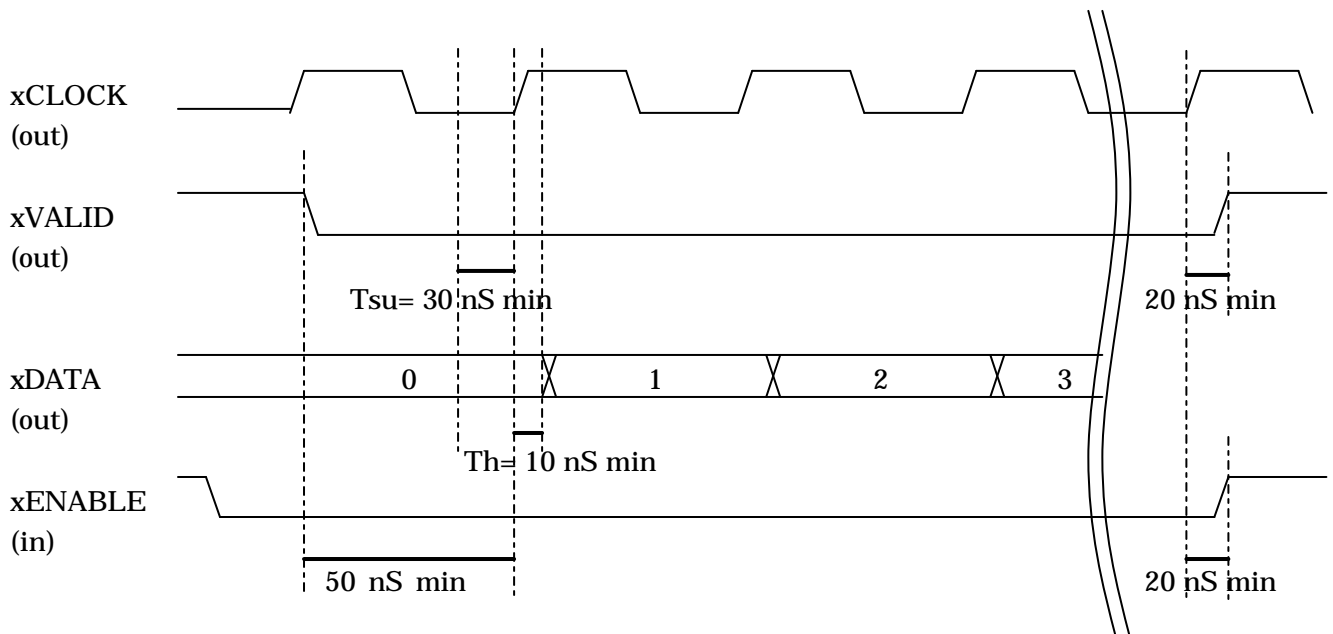 xCLOCK
(out)
xVALID
(out)
Tsu= 30 nS min
20 nS min
xDATA
(out)
0
1
2
3
Th= 10 nS min
xENABLE
(in)
50 nS min
20 nS min